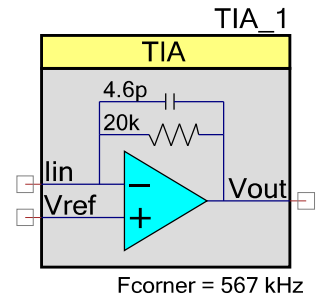 TIA_1
TIA
4.6p
20k
Iin
Vref
Vout
Fcorner = 567 kHz